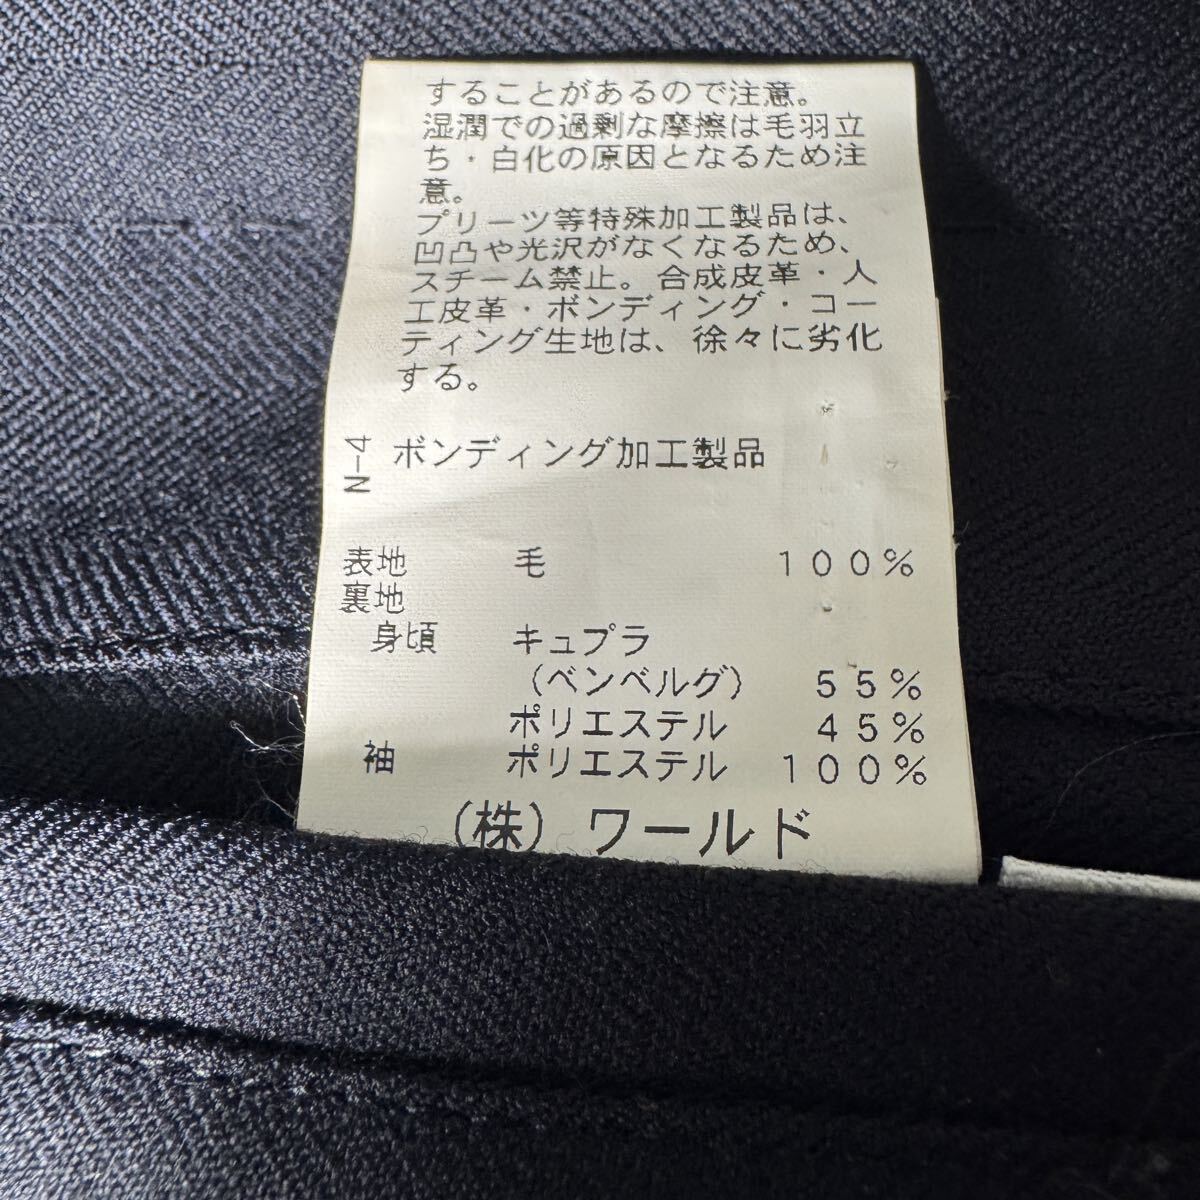 することがあるので注意。
湿潤での過剰な摩擦は毛羽立
ち・白化の原因となるため注
意。
プリーツ等特殊加工製品は、
凹凸や光沢がなくなるため、
スチーム禁止。合成皮革・人
工皮革・ボンディング・コー
ティング生地は、徐々に劣化
する。
N-4 ボンディング加工製品
表地 毛 100%
裏地
身頃 キュプラ
(ベンベルグ) 55%
ポリエステル 45%
袖 ポリエステル 100%
(株) ワールド